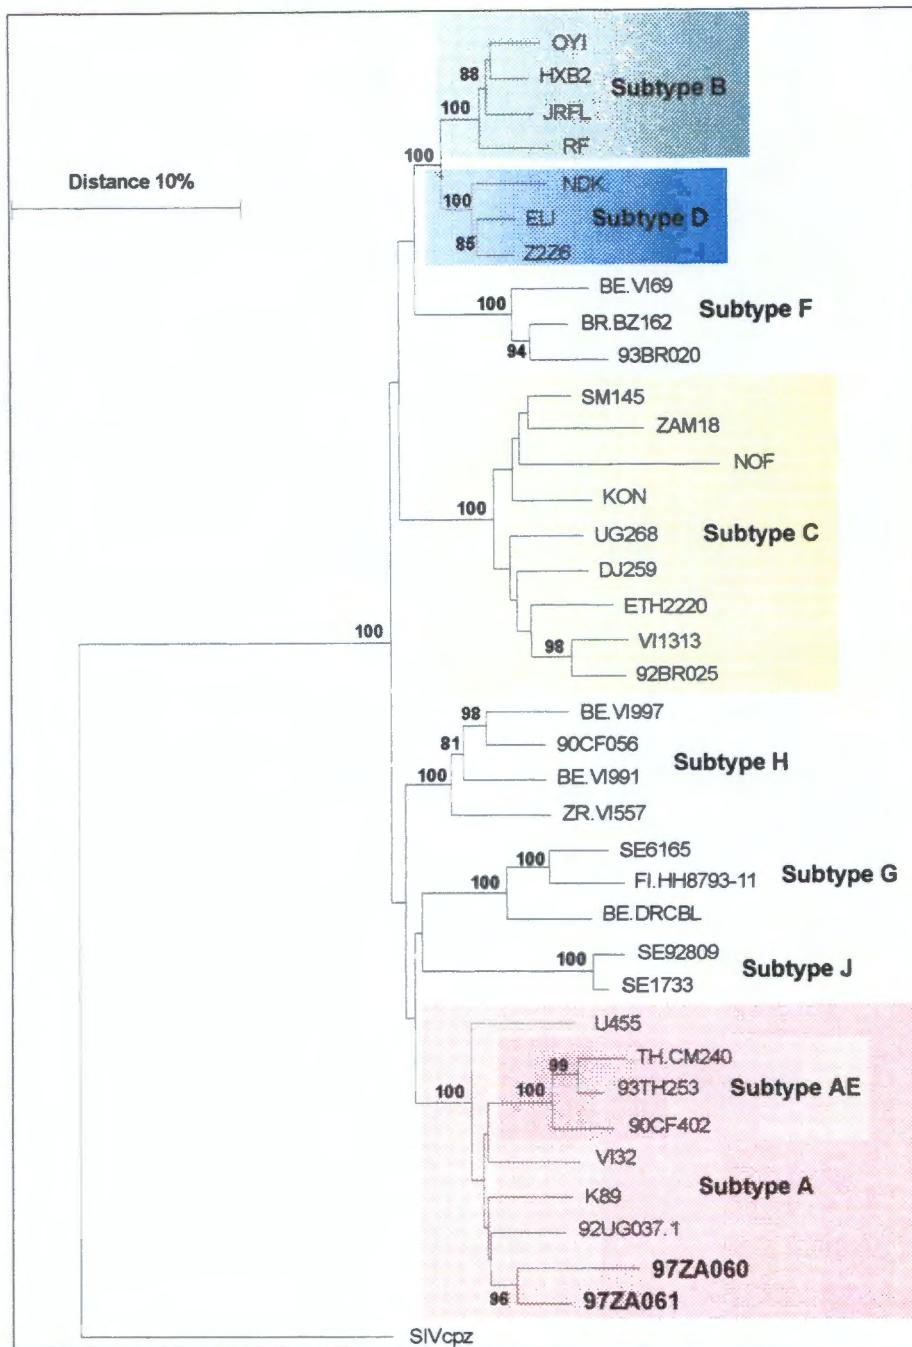 OYI
88
HXB2
Subtype B
100
JRFL
RF
100
Distance 10%
NDK
100
ELI
Subtype D
85
Z2Z6
BE.VI69
100
Subtype F
BR.BZ162
94
93BR020
SM145
ZAM18
NOF
KON
100
UG268
Subtype C
DJ259
ETH2220
100
98
VI1313
92BR025
98
BE.VI997
81
90CF056
Subtype H
100
BE.VI991
ZR.VI557
SE6165
100
100
FI.HH8793-11
Subtype G
BE.DRCBL
SE92809
100
Subtype J
SE1733
U455
TH.CM240
99
100
93TH253
Subtype AE
100
90CF402
VI32
Subtype A
K89
92UG037.1
97ZA060
96
97ZA061
SIVcpz